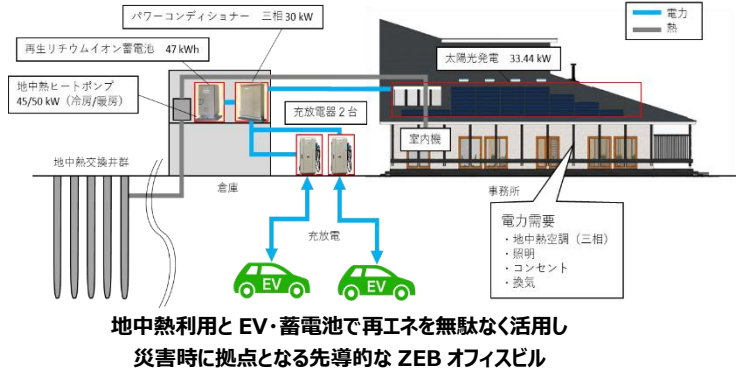 パワーコンディショナー 三相 30 kW
再生リチウムイオン蓄電池 47 kWh
地中熱ヒートポンプ
45/50 kW（冷房/暖房）
電力
熱
太陽光発電 33.44 kW
充放電器２台
室内機
地中熱交換井群
倉庫
事務所
充放電
EV
EV
電力需要
・地中熱空調（三相）
・照明
・コンセント
・換気
地中熱利用と EV・蓄電池で再エネを無駄なく活用し
災害時に拠点となる先導的な ZEB オフィスビル